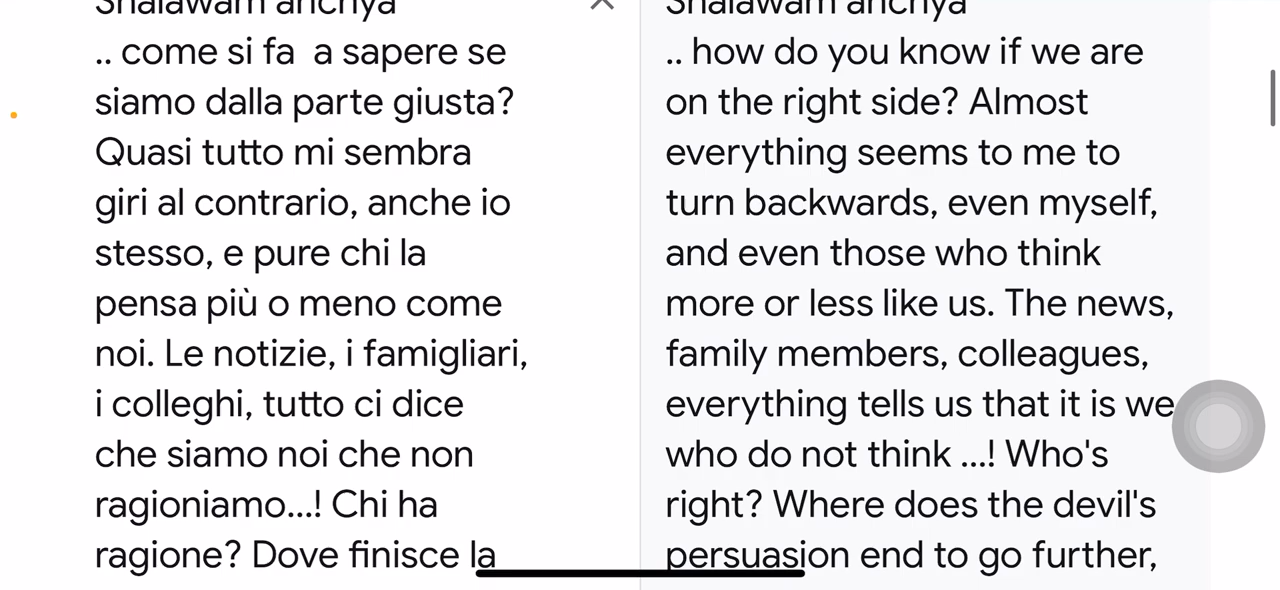 Shalawam anchya
.. come si fa  a sapere se
siamo dalla parte giusta?
Quasi tutto mi sembra
giri al contrario, anche io
stesso, e pure chi la
pensa più o meno come
noi. Le notizie, i famigliari,
i colleghi, tutto ci dice
che siamo noi che non
ragioniamo...! Chi ha
ragione? Dove finisce la
Shalawam anchya
.. how do you know if we are
on the right side? Almost
everything seems to me to
turn backwards, even myself,
and even those who think
more or less like us. The news,
family members, colleagues,
everything tells us that it is we
who do not think ...! Who's
right? Where does the devil's
persuasion end to go further,